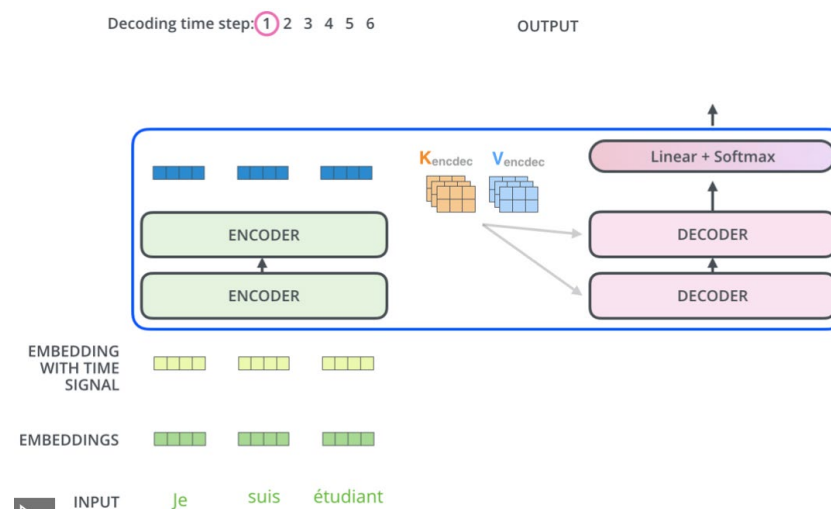 Decoding time step: 1 2 3 4 5 6
OUTPUT
Kencdec
Vencdec
Linear + Softmax
ENCODER
DECODER
ENCODER
DECODER
EMBEDDING
WITH TIME
SIGNAL
EMBEDDINGS
INPUT
Je
suis
étudiant